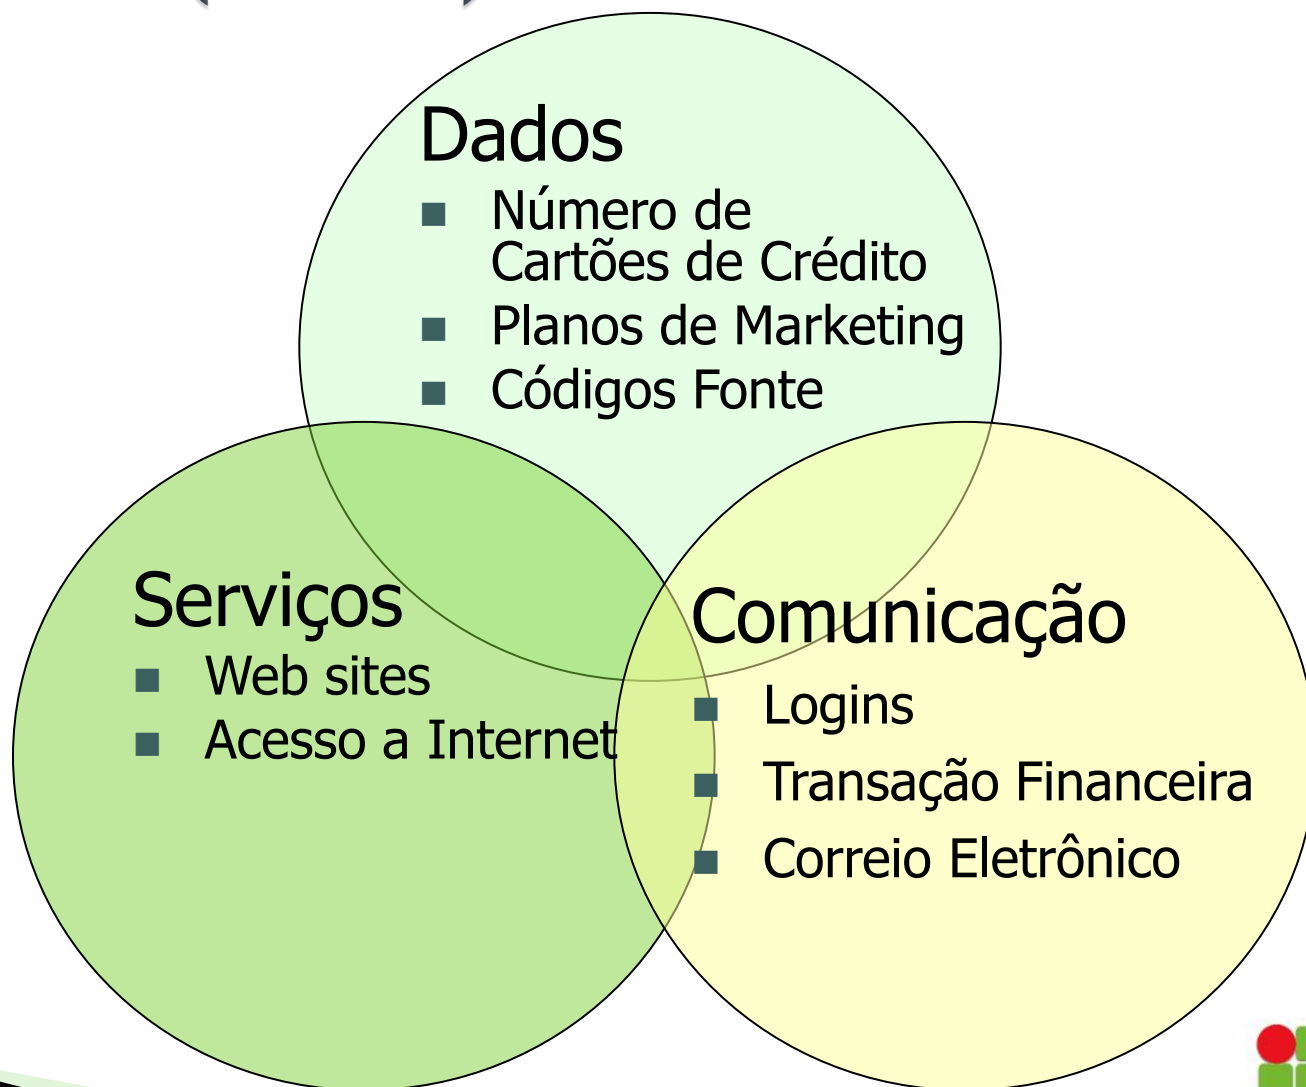 Dados
Número de
Cartões de Crédito
Planos de Marketing
Códigos Fonte
Serviços
Web sites
Acesso a Internet
Comunicação
Logins
Transação Financeira
Correio Eletrônico